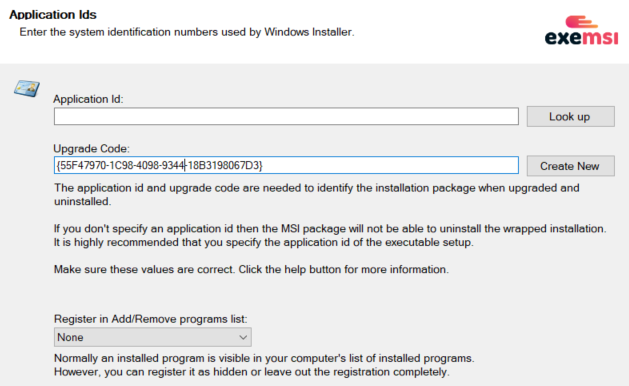 Application Ids
Enter the system identification numbers used by Windows Installer.
exemsi
Application Id:
Look up
Upgrade Code:
{55F47970-1C98-4098-9344-18B3198067D3}
Create New
The application id and upgrade code are needed to identify the installation package when upgraded and
uninstalled.
If you don't specify an application id then the MSI package will not be able to uninstall the wrapped installation.
It is highly recommended that you specify the application id of the executable setup.
Make sure these values are correct. Click the help button for more information.
Register in Add/Remove programs list:
None
Normally an installed program is visible in your computer's list of installed programs.
However, you can register it as hidden or leave out the registration completely.